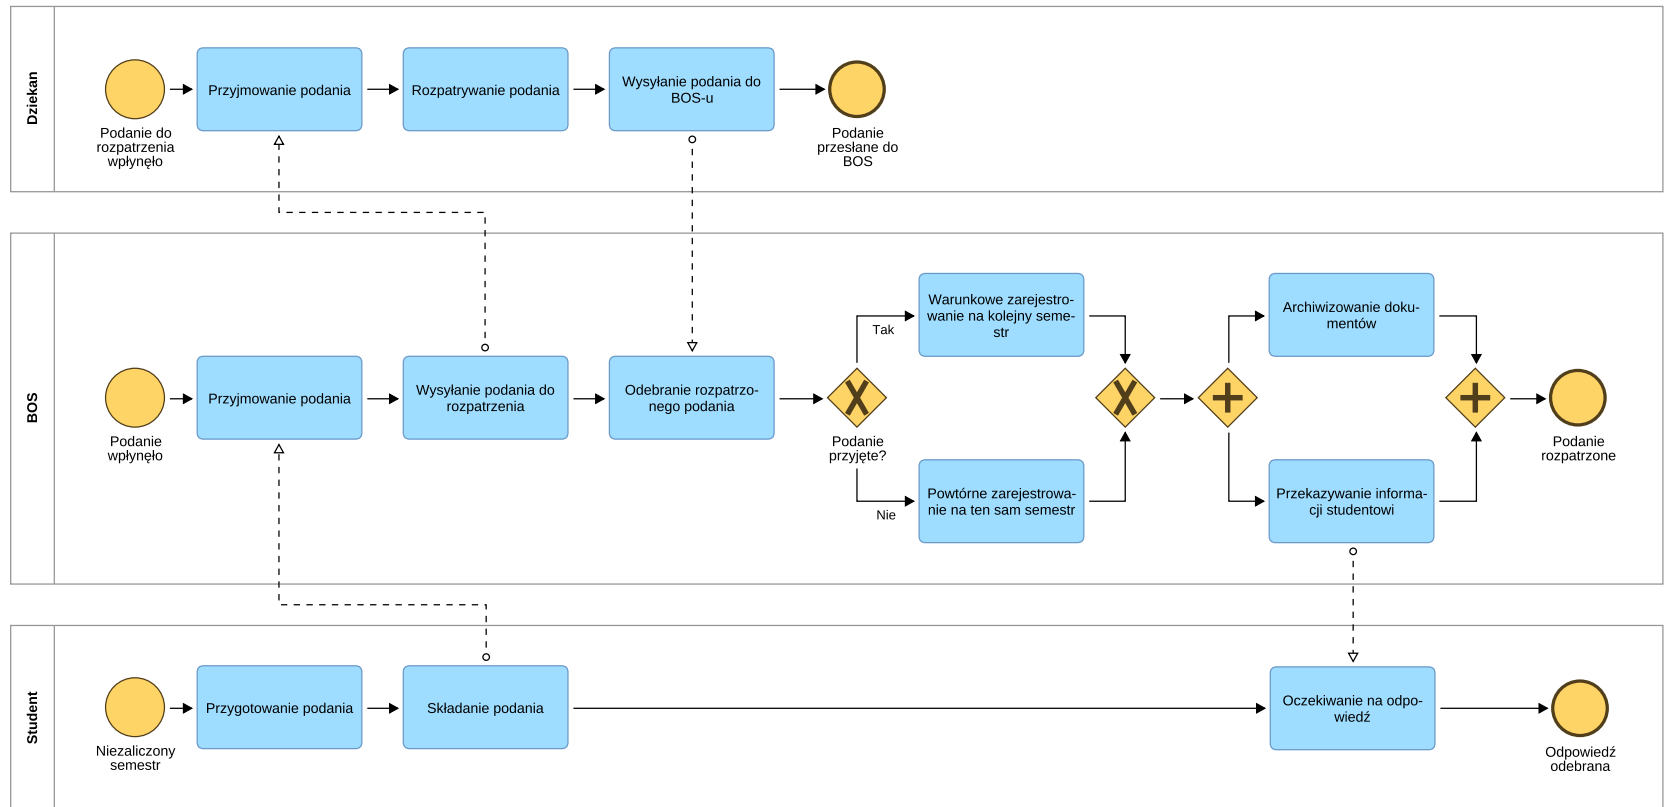 Dziekan
Przyjmowanie podania
Rozpatrywanie podania
Wysyłanie podania do
BOS-u
Podanie do
rozpatrzenia
wpłynęło
Podanie
przesłane do
BOS
BOS
Przyjmowanie podania
Wysyłanie podania do
rozpatrzenia
Odebranie rozpatrzo-
nego podania
Podanie
wpłynęło
Podanie
przyjęte?
Tak
Nie
Warunkowe zarejestro-
wanie na kolejny seme-
str
Powtórne zarejestrowa-
nie na ten sam semestr
Archiwizowanie doku-
mentów
Przekazywanie informa-
cji studentowi
Podanie
rozpatrzone
Student
Przygotowanie podania
Składanie podania
Oczekiwanie na odpo-
wiedź
Niezaliczony
semestr
Odpowiedź
odebrana